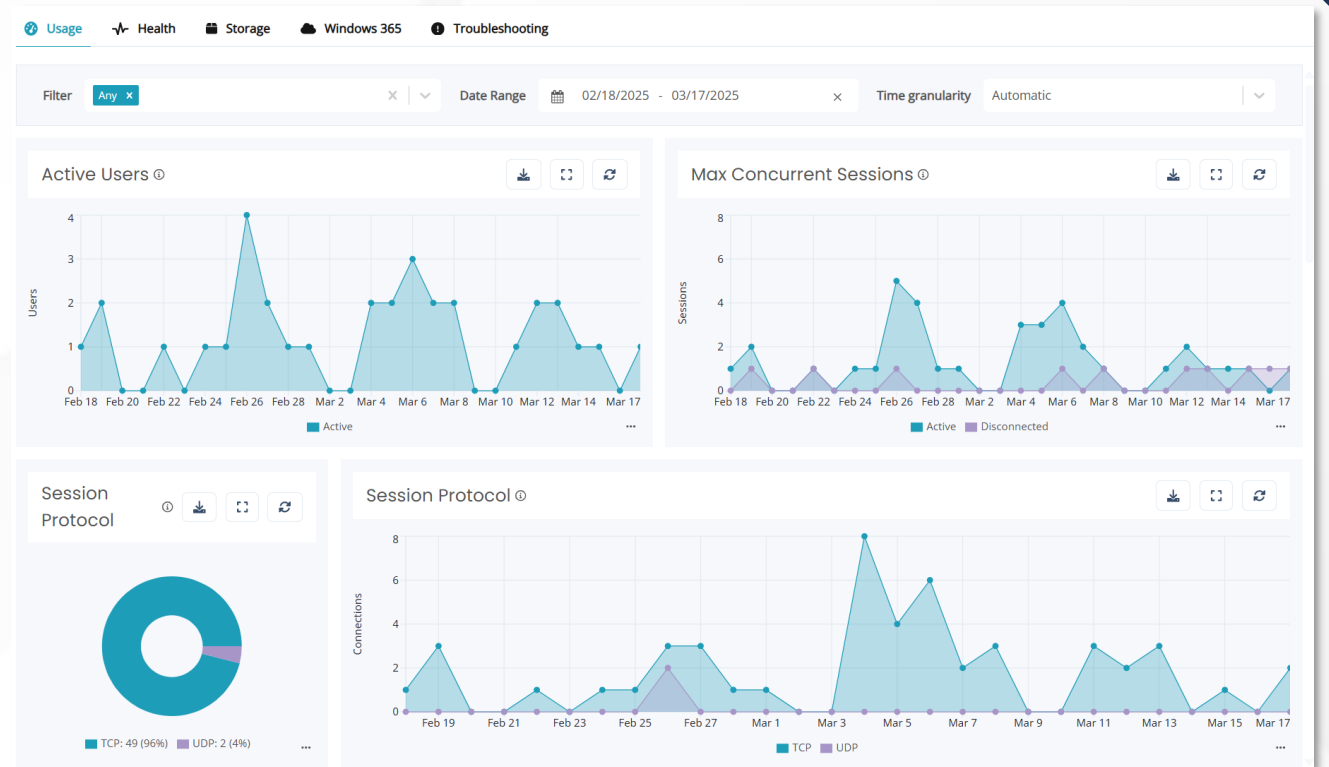 Usage Health Storage Windows 365 Troubleshooting
Filter Any × Date Range 02/18/2025 - 03/17/2025 Time granularity Automatic
Active Users
Users
4
3
2
1
0
Feb 18 Feb 20 Feb 22 Feb 24 Feb 26 Feb 28 Mar 2 Mar 4 Mar 6 Mar 8 Mar 10 Mar 12 Mar 14 Mar 17
Active
Max Concurrent Sessions
Sessions
8
6
4
2
0
Feb 18 Feb 20 Feb 22 Feb 24 Feb 26 Feb 28 Mar 2 Mar 4 Mar 6 Mar 8 Mar 10 Mar 12 Mar 14 Mar 17
Active Disconnected
Session
Protocol
TCP: 49 (96%) UDP: 2 (4%)
Session Protocol
Connections
8
6
4
2
0
Feb 19 Feb 21 Feb 23 Feb 25 Feb 27 Mar 1 Mar 3 Mar 5 Mar 7 Mar 9 Mar 11 Mar 13 Mar 15 Mar 17
TCP UDP